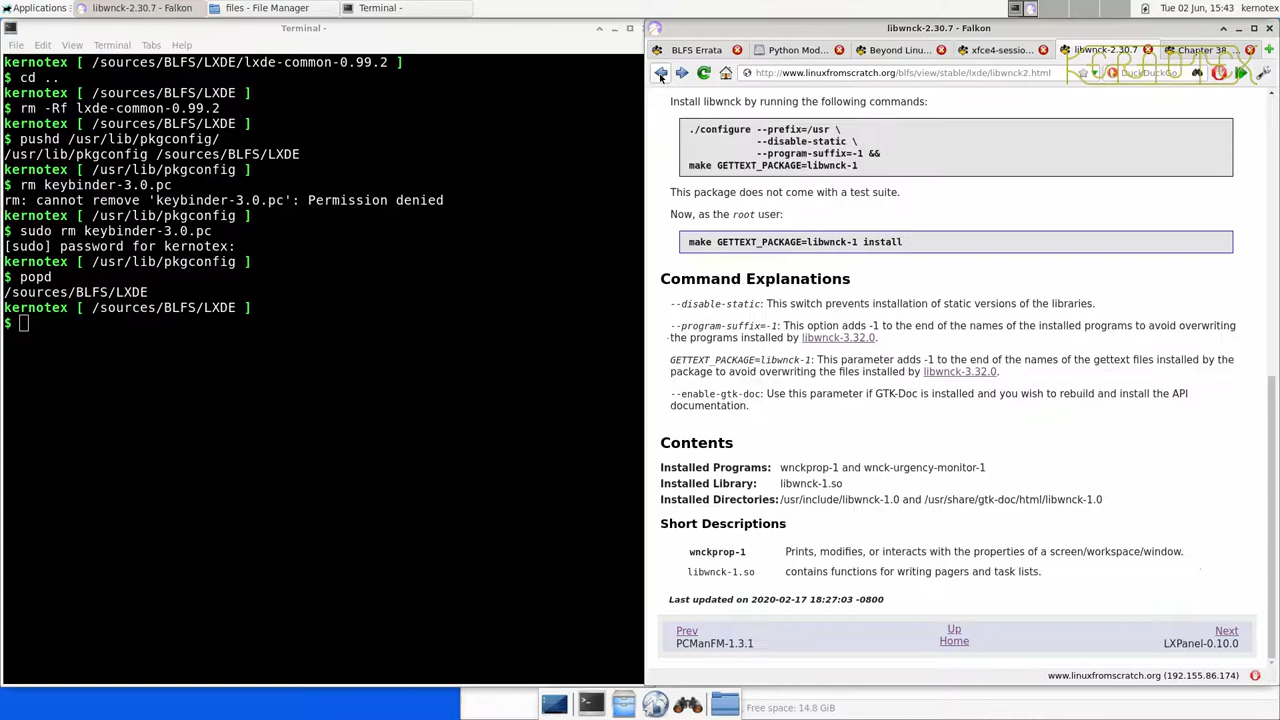 Applications
libwnck-2.30.7 - Falkon
files - File Manager
Terminal -
Tue 02 Jun, 15:43
kernotex
Terminal -
File Edit View Terminal Tabs Help
kernotex [ /sources/BLFS/LXDE/lxde-common-0.99.2 ]
$ cd ..
kernotex [ /sources/BLFS/LXDE ]
$ rm -Rf lxde-common-0.99.2
kernotex [ /sources/BLFS/LXDE ]
$ pushd /usr/lib/pkgconfig/
/usr/lib/pkgconfig /sources/BLFS/LXDE
kernotex [ /usr/lib/pkgconfig ]
$ rm keybinder-3.0.pc
rm: cannot remove 'keybinder-3.0.pc': Permission denied
kernotex [ /usr/lib/pkgconfig ]
$ sudo rm keybinder-3.0.pc
[sudo] password for kernotex:
kernotex [ /usr/lib/pkgconfig ]
$ popd
/sources/BLFS/LXDE
kernotex [ /sources/BLFS/LXDE ]
$
libwnck-2.30.7 - Falkon
BLFS Errata
Python Mod...
Beyond Linu...
xfce4-sessio...
libwnck-2.30.7
Chapter 38
http://www.linuxfromscratch.org/blfs/view/stable/lxde/libwnck2.html
DuckDuckGo
Install libwnck by running the following commands:
./configure --prefix=/usr \
--disable-static \
--program-suffix=-1 &&
make GETTEXT_PACKAGE=libwnck-1
This package does not come with a test suite.
Now, as the root user:
make GETTEXT_PACKAGE=libwnck-1 install
Command Explanations
--disable-static: This switch prevents installation of static versions of the libraries.
--program-suffix=-1: This option adds -1 to the end of the names of the installed programs to avoid overwriting
the programs installed by libwnck-3.32.0.
GETTEXT_PACKAGE=libwnck-1: This parameter adds -1 to the end of the names of the gettext files installed by the
package to avoid overwriting the files installed by libwnck-3.32.0.
--enable-gtk-doc: Use this parameter if GTK-Doc is installed and you wish to rebuild and install the API
documentation.
Contents
Installed Programs: wnckprop-1 and wnck-urgency-monitor-1
Installed Library: libwnck-1.so
Installed Directories: /usr/include/libwnck-1.0 and /usr/share/gtk-doc/html/libwnck-1.0
Short Descriptions
wnckprop-1 Prints, modifies, or interacts with the properties of a screen/workspace/window.
libwnck-1.so contains functions for writing pagers and task lists.
Last updated on 2020-02-17 18:27:03 -0800
Prev Up Next
PCManFM-1.3.1 Home LXPanel-0.10.0
www.linuxfromscratch.org (192.155.86.174)
Free space: 14.8 GiB